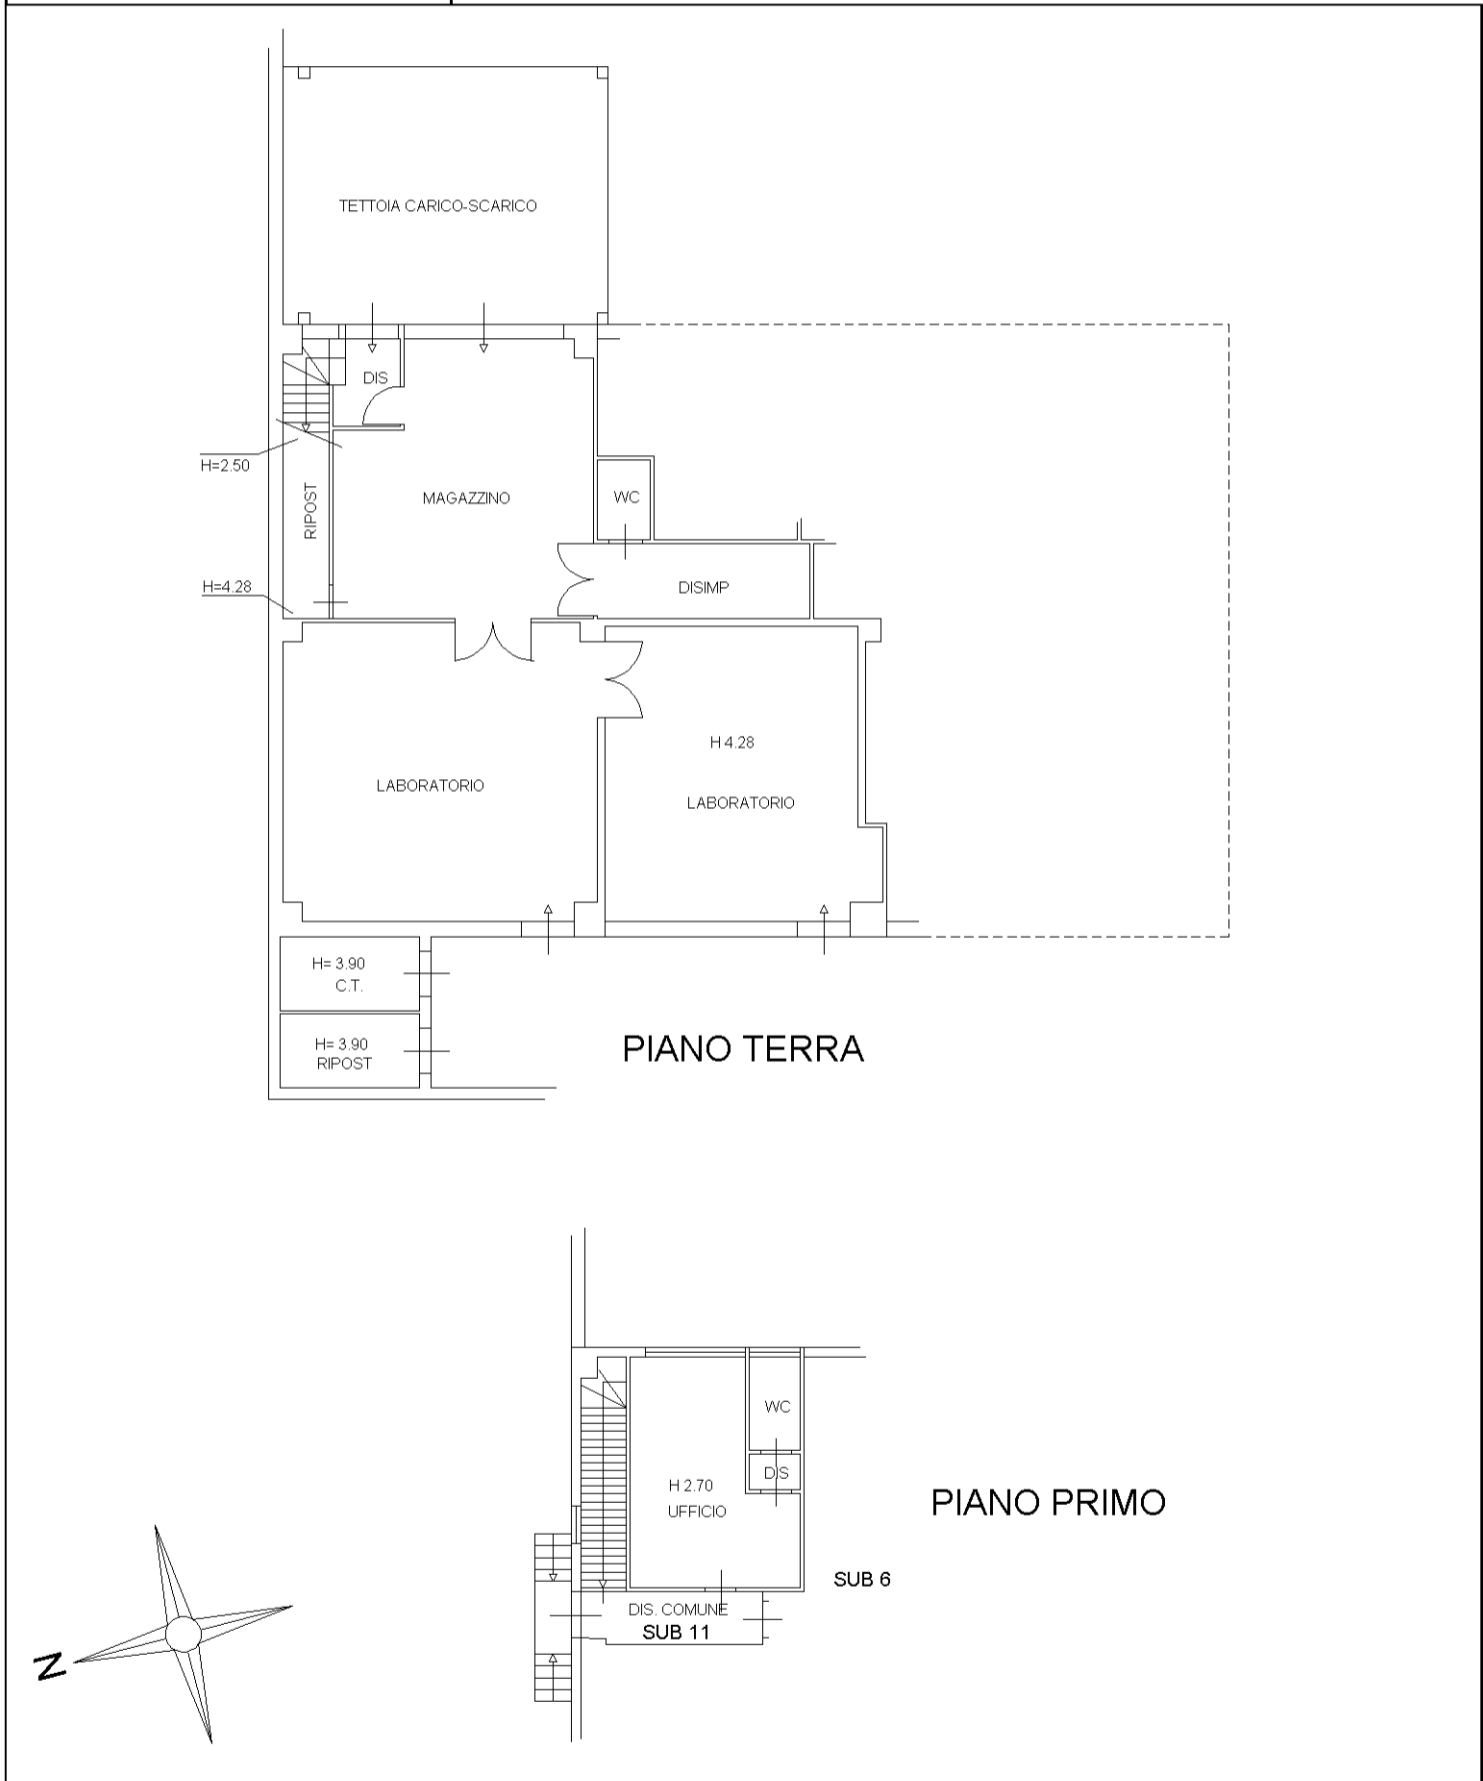 TETTOIA CARICO-SCARICO
DIS
H=2.50
RIPOST
MAGAZZINO
WC
H=4.28
DISIMP
H 4.28
LABORATORIO
LABORATORIO
H= 3.90
C.T.
H= 3.90
RIPOST
PIANO TERRA
WC
DIS
H 2.70
UFFICIO
PIANO PRIMO
SUB 6
DIS. COMUNE
SUB 11
N